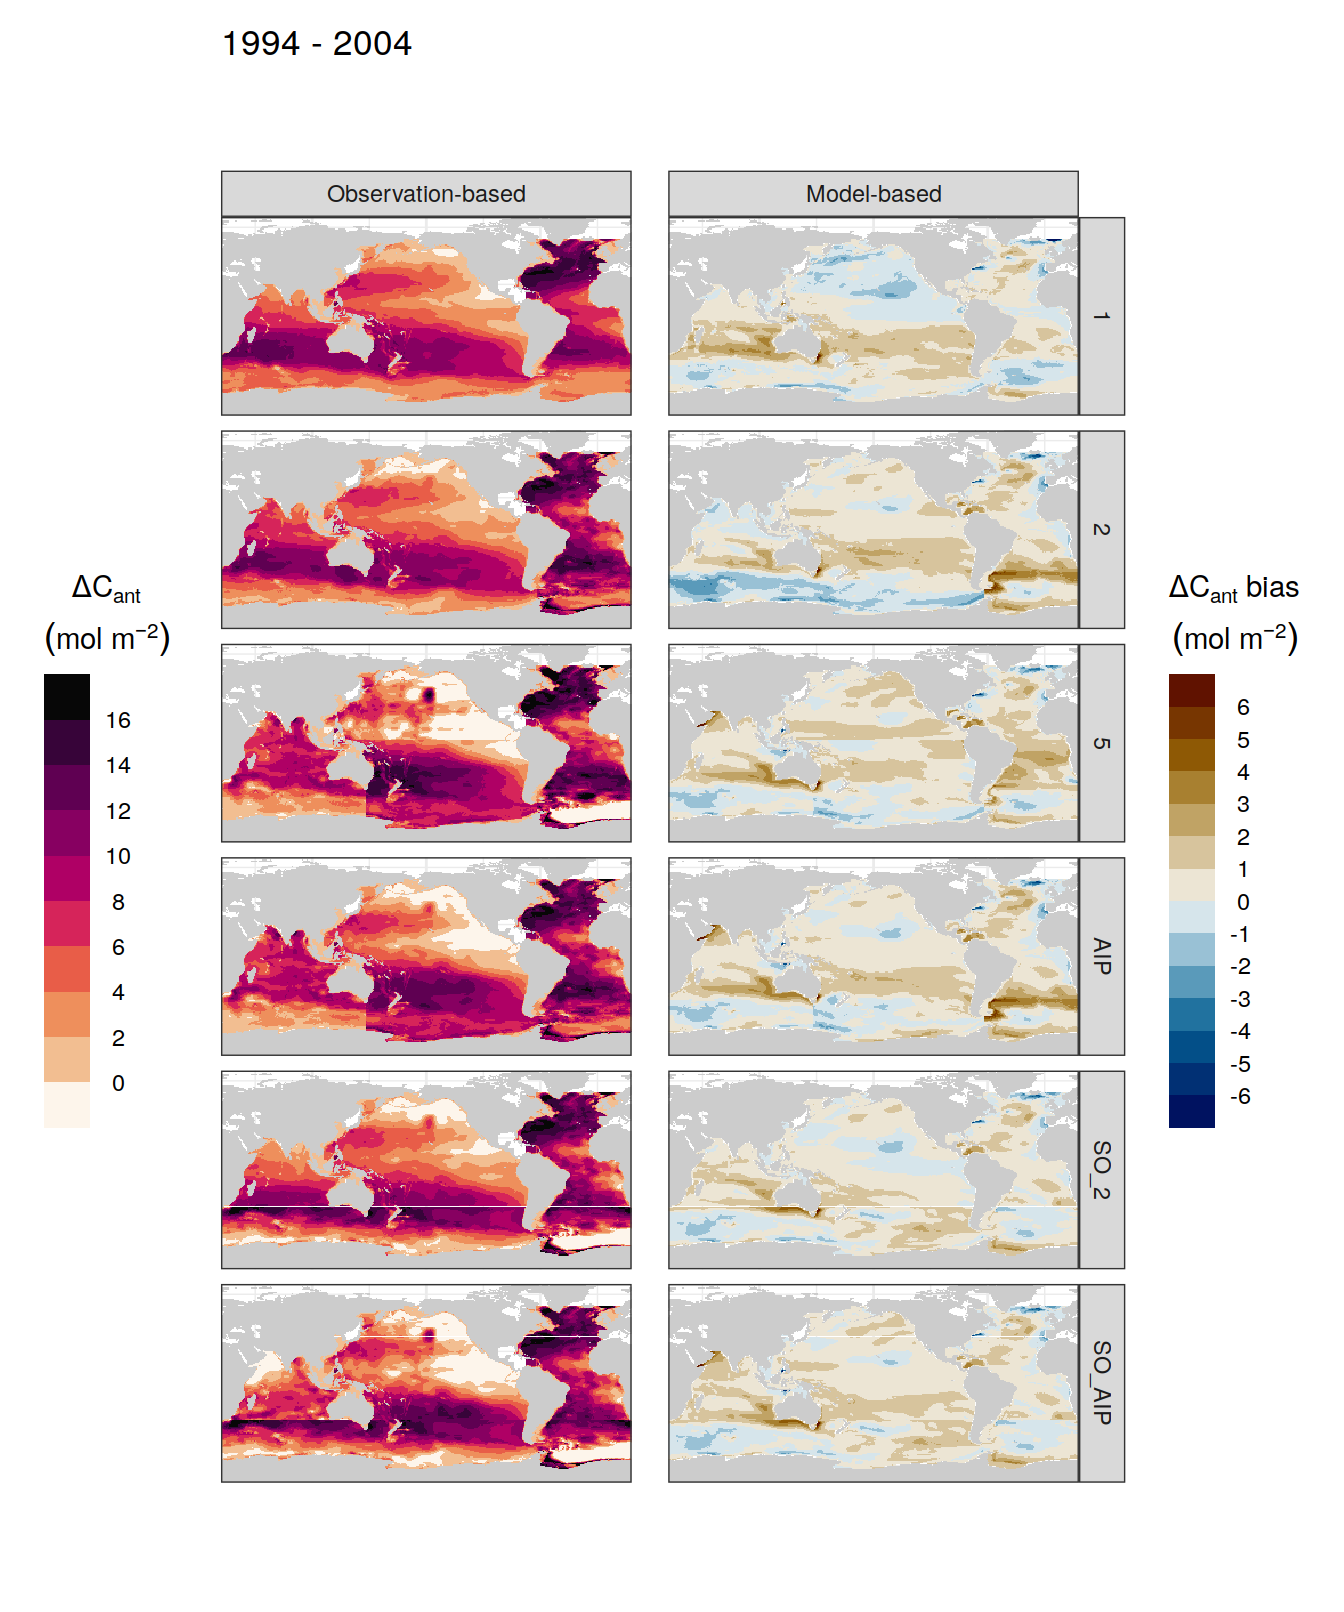 1994 - 2004
Observation-based
Model-based
1
2
5
AIP
SO_2
SO_AIP
ΔCant
(mol m−2)
16
14
12
10
8
6
4
2
0
ΔCant bias
(mol m−2)
6
5
4
3
2
1
0
-1
-2
-3
-4
-5
-6